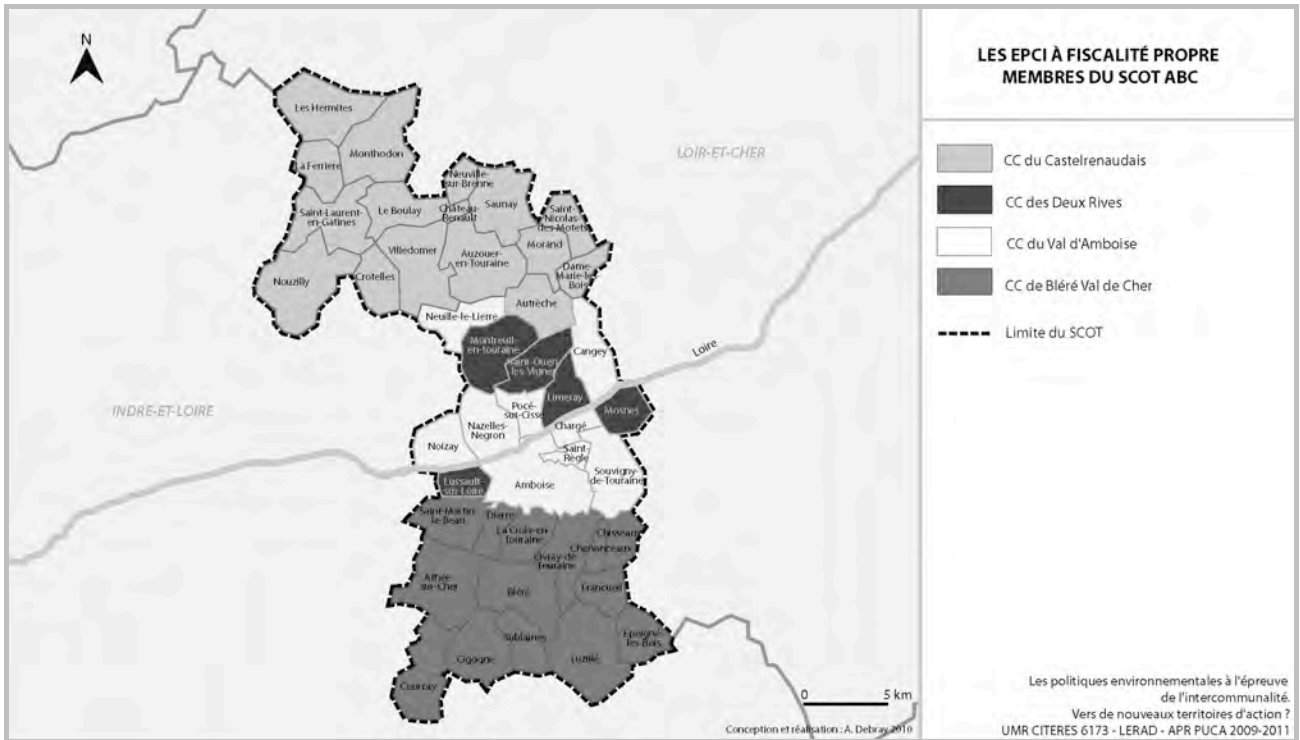 N
LES EPCI À FISCALITÉ PROPRE
MEMBRES DU SCOT ABC
CC du Castelrenaudais
CC des Deux Rives
CC du Val d'Amboise
CC de Bléré Val de Cher
Limite du SCOT
LOIR-ET-CHER
INDRE-ET-LOIRE
Loire
Les Hermites
Monthodon
La Ferriere
Neuville-
sur-Brenne
Saint-Laurent-
en-Gatines
Le Boulay
Château-
Renault
Saunay
Saint-
Nicolas-
des-Motets
Villedomer
Auzouer-
en-Touraine
Morand
Dame-
Marie-les-
Bois
Nouzilly
Crotelles
Autrèche
Neuille-le-Lierre
Montreuil-
en-touraine
Saint-Ouen
les Vignes
Cangey
Limeray
Mosnes
Pocé-
sur-Cisse
Nazelles-
Negron
Chargé
Noizay
Saint-
Règle
Souvigny-
de-Touraine
Lussault-
sur-Loire
Amboise
Saint-Martin
le-Beau
Dierre
La Croix-en-
Touraine
Chisseaux
Chenonceaux
Civray-de-
Touraine
Athée-
sur-Cher
Bléré
Francueil
Sublaines
Epeigné-
les-Bois
Cigogne
Luzillé
Courçay
0 5 km
Conception et réalisation : A. Debray 2010
Les politiques environnementales à l'épreuve
de l'intercommunalité.
Vers de nouveaux territoires d'action ?
UMR CITERES 6173 - LERAD - APR PUCA 2009-2011